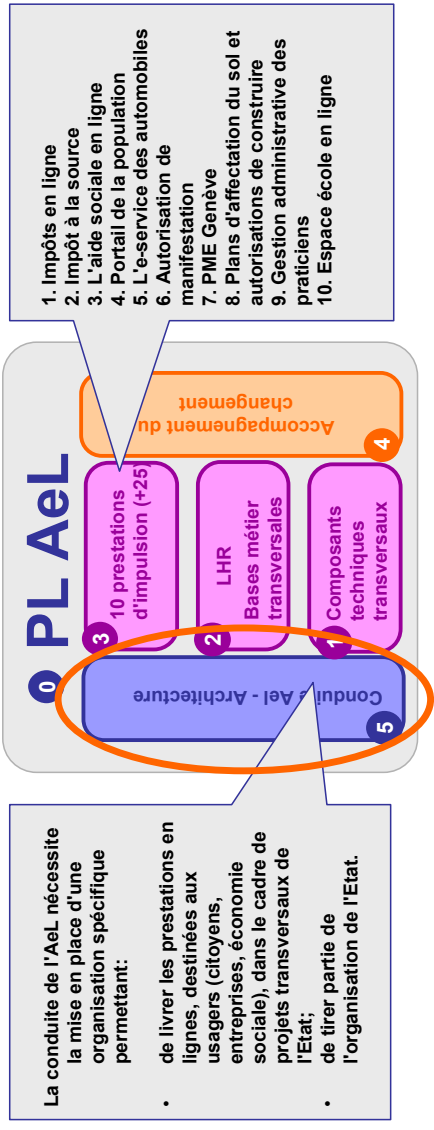 La conduite de l'AeL nécessite
la mise en place d'une
organisation spécifique
permettant:
• de livrer les prestations en
lignes, destinées aux
usagers (citoyens,
entreprises, économie
sociale), dans le cadre de
projets transversaux de
l'Etat;
• de tirer partie de
l'organisation de l'Etat.
0 PL AeL
5 Conduite Ael - Architecture
3 10 prestations
d'impulsion (+25)
2 LHR
Bases métier
transversales
1 Composants
techniques
transversaux
4 Accompagnement du
changement
1. Impôts en ligne
2. Impôt à la source
3. L'aide sociale en ligne
4. Portail de la population
5. L'e-service des automobiles
6. Autorisation de
manifestation
7. PME Genève
8. Plans d'affectation du sol et
autorisations de construire
9. Gestion administrative des
praticiens
10. Espace école en ligne